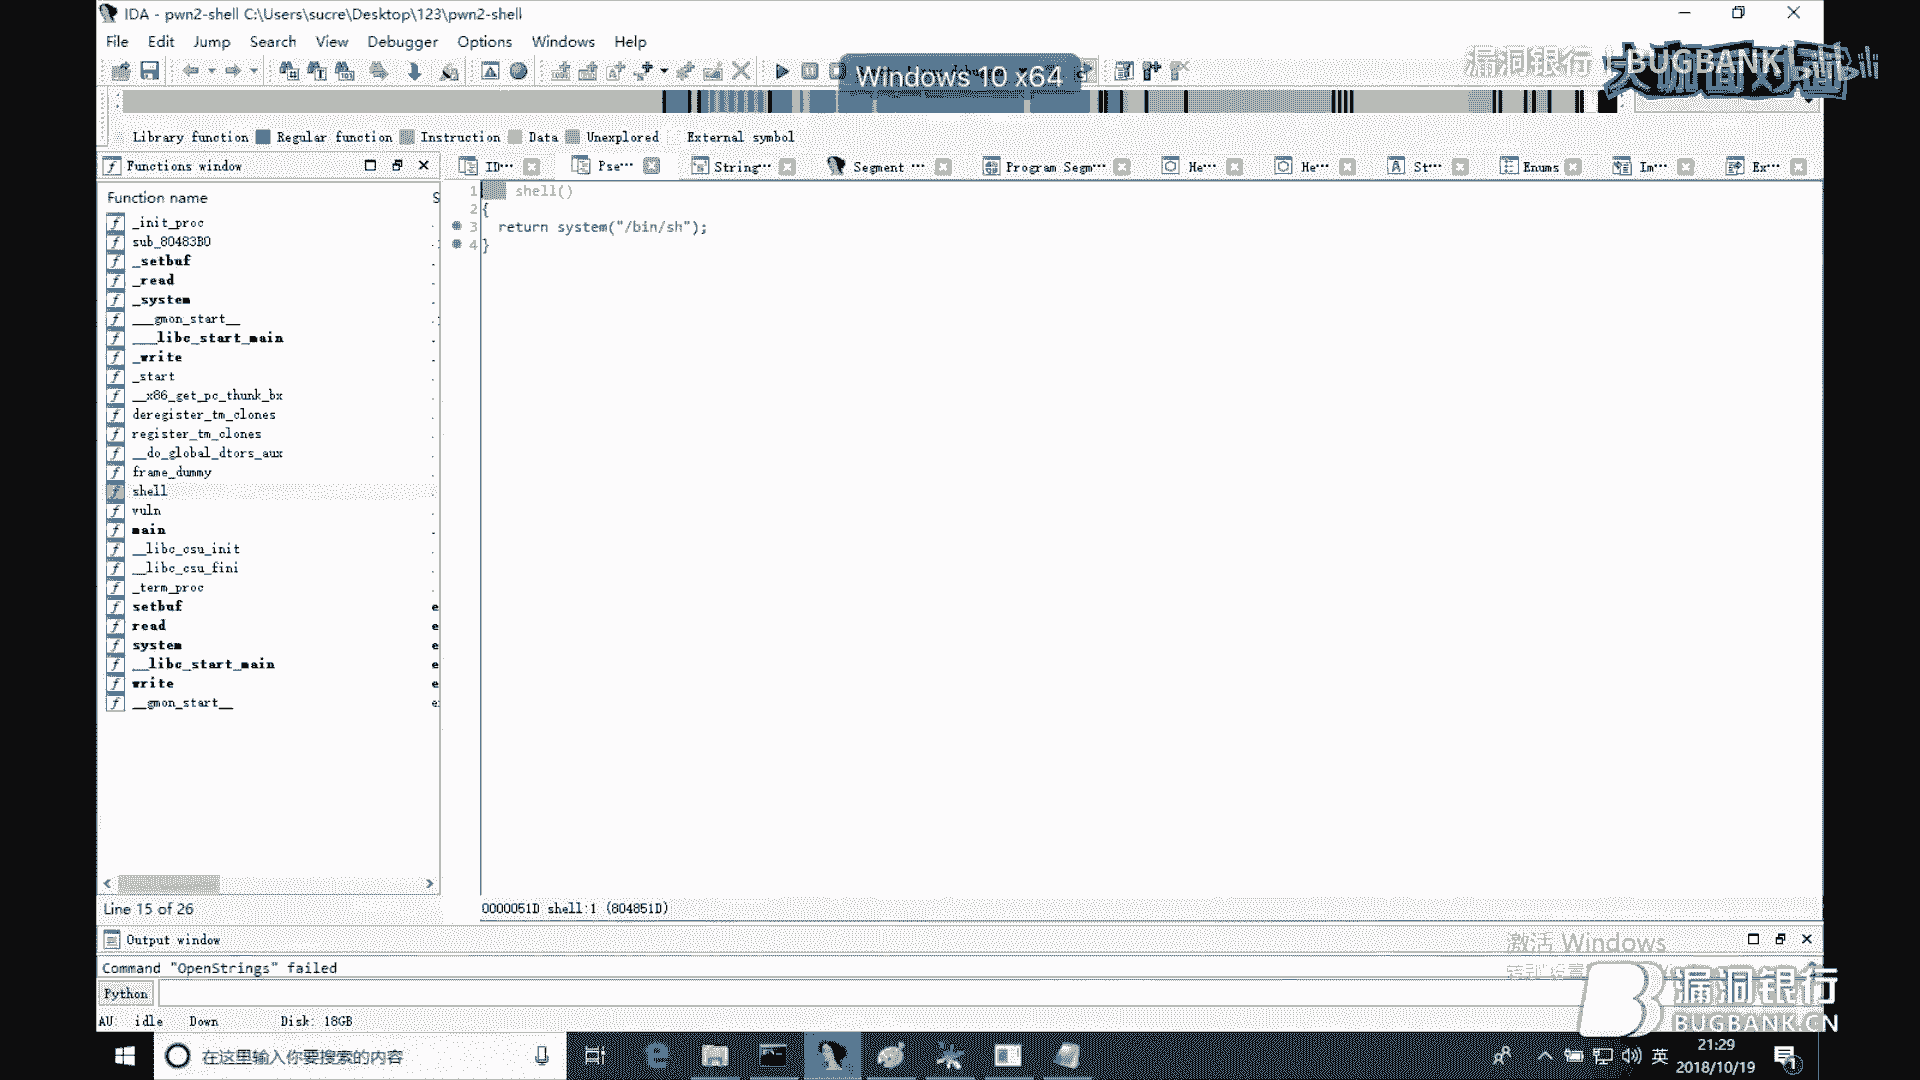 IDA - pwn2-shell C:\Users\sucre\Desktop\123\pwn2-shell
File Edit Jump Search View Debugger Options Windows Help
Windows 10 x64
漏洞银行
BUGBANK
Library function Regular function Instruction Data Unexplored External symbol
Functions window
ID··· Pse··· String··· Segment ··· Program Segm··· He··· He··· St··· Enums Im··· Ex···
Function name S
_init_proc
sub_80483B0
_setbuf
_read
_system
___gmon_start__
___libc_start_main
_write
_start
__x86_get_pc_thunk_bx
deregister_tm_clones
register_tm_clones
__do_global_dtors_aux
frame_dummy
shell
vuln
main
__libc_csu_init
__libc_csu_fini
_term_proc
setbuf e
read e
system e
__libc_start_main e
write e
__gmon_start__ e
Line 15 of 26
1 shell()
2 {
3 return system("/bin/sh");
4 }
0000051D shell:1 (804851D)
Output window
Command "OpenStrings" failed
Python
AU: idle Down Disk: 18GB
激活 Windows
漏洞银行
BUGBANK.CN
在这里输入你要搜索的内容
英
21:29
2018/10/19
1